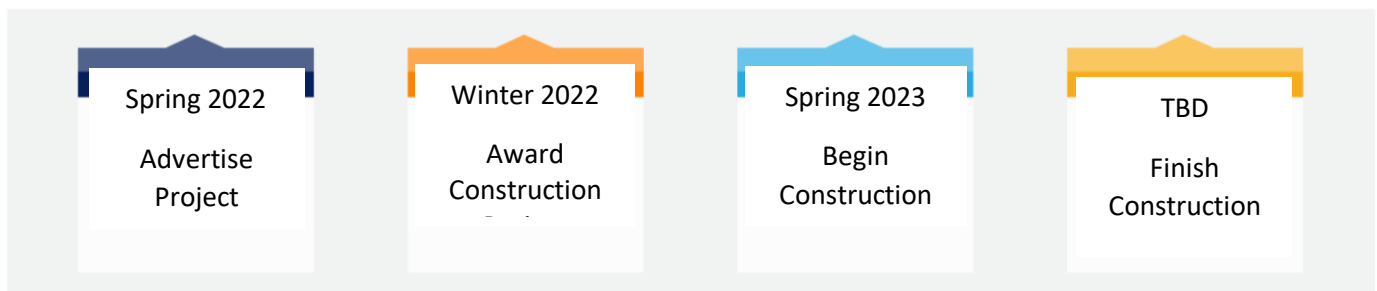 Spring 2022
Advertise
Project
Winter 2022
Award
Construction
Spring 2023
Begin
Construction
TBD
Finish
Construction